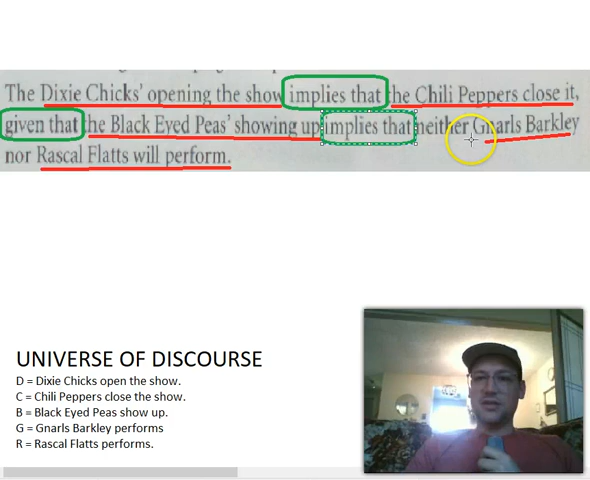 The Dixie Chicks' opening the show implies that the Chili Peppers close it,
given that the Black Eyed Peas' showing up implies that neither Gnarls Barkley
nor Rascal Flatts will perform.
UNIVERSE OF DISCOURSE
D = Dixie Chicks open the show.
C = Chili Peppers close the show.
B = Black Eyed Peas show up.
G = Gnarls Barkley performs
R = Rascal Flatts performs.